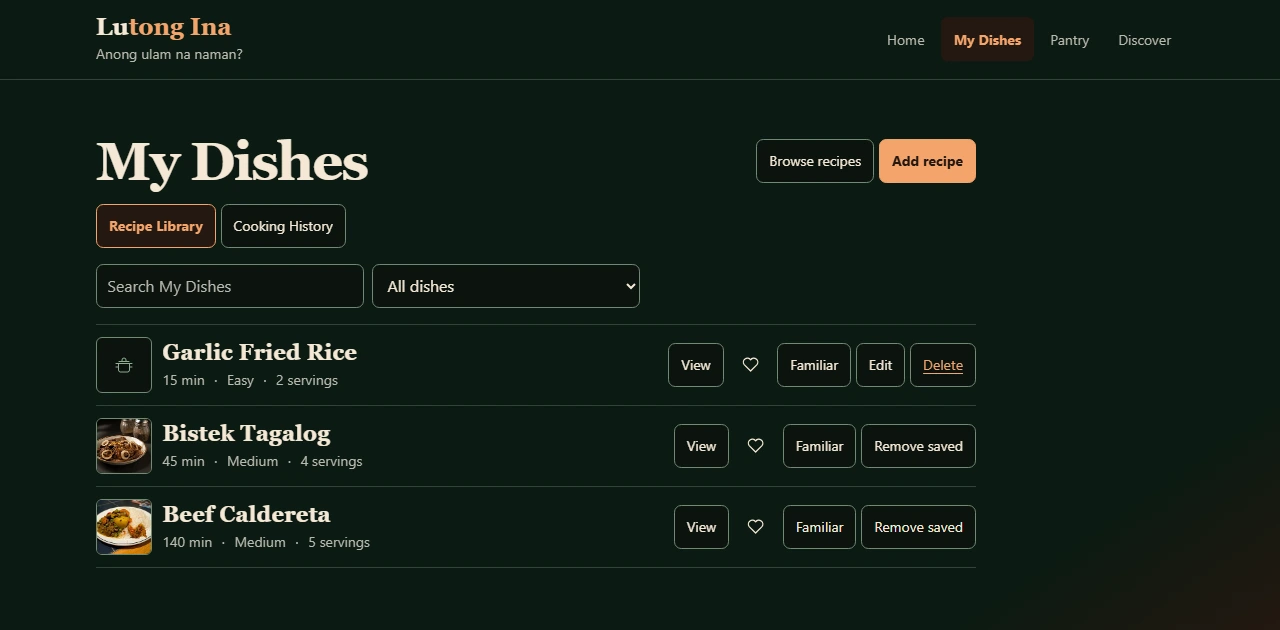 Lutong Ina
Anong ulam na naman?
Home My Dishes Pantry Discover
My Dishes
Browse recipes Add recipe
Recipe Library Cooking History
Search My Dishes All dishes
Garlic Fried Rice
15 min · Easy · 2 servings
View Familiar Edit Delete
Bistek Tagalog
45 min · Medium · 4 servings
View Familiar Remove saved
Beef Caldereta
140 min · Medium · 5 servings
View Familiar Remove saved